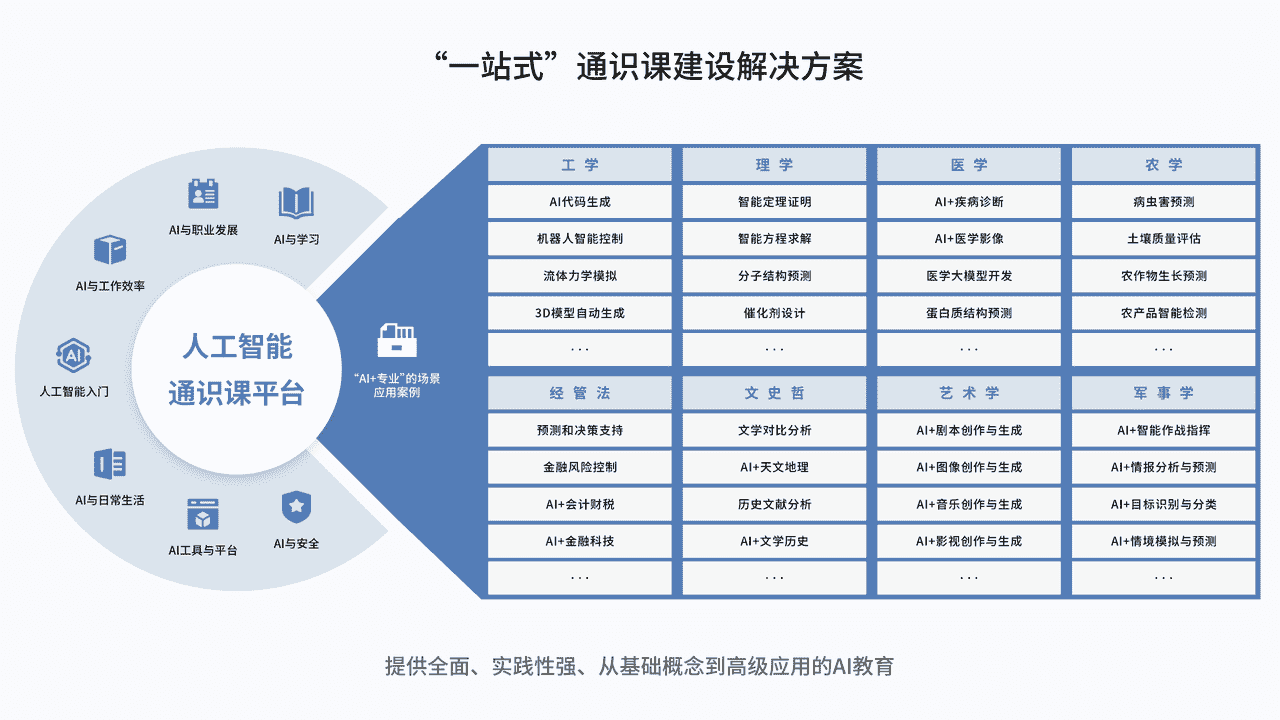 “一站式”通识课建设解决方案
AI与职业发展
AI与学习
AI与工作效率
人工智能入门
AI与日常生活
AI工具与平台
AI与安全
人工智能
通识课平台
“AI+专业”的场景
应用案例
工 学
理 学
医 学
农 学
AI代码生成
智能定理证明
AI+疾病诊断
病虫害预测
机器人智能控制
智能方程求解
AI+医学影像
土壤质量评估
流体力学模拟
分子结构预测
医学大模型开发
农作物生长预测
3D模型自动生成
催化剂设计
蛋白质结构预测
农产品智能检测
...
...
...
...
经 管 法
文 史 哲
艺 术 学
军 事 学
预测和决策支持
文学对比分析
AI+剧本创作与生成
AI+智能作战指挥
金融风险控制
AI+天文地理
AI+图像创作与生成
AI+情报分析与预测
AI+会计财税
历史文献分析
AI+音乐创作与生成
AI+目标识别与分类
AI+金融科技
AI+文学历史
AI+影视创作与生成
AI+情境模拟与预测
...
...
...
...
提供全面、实践性强、从基础概念到高级应用的AI教育